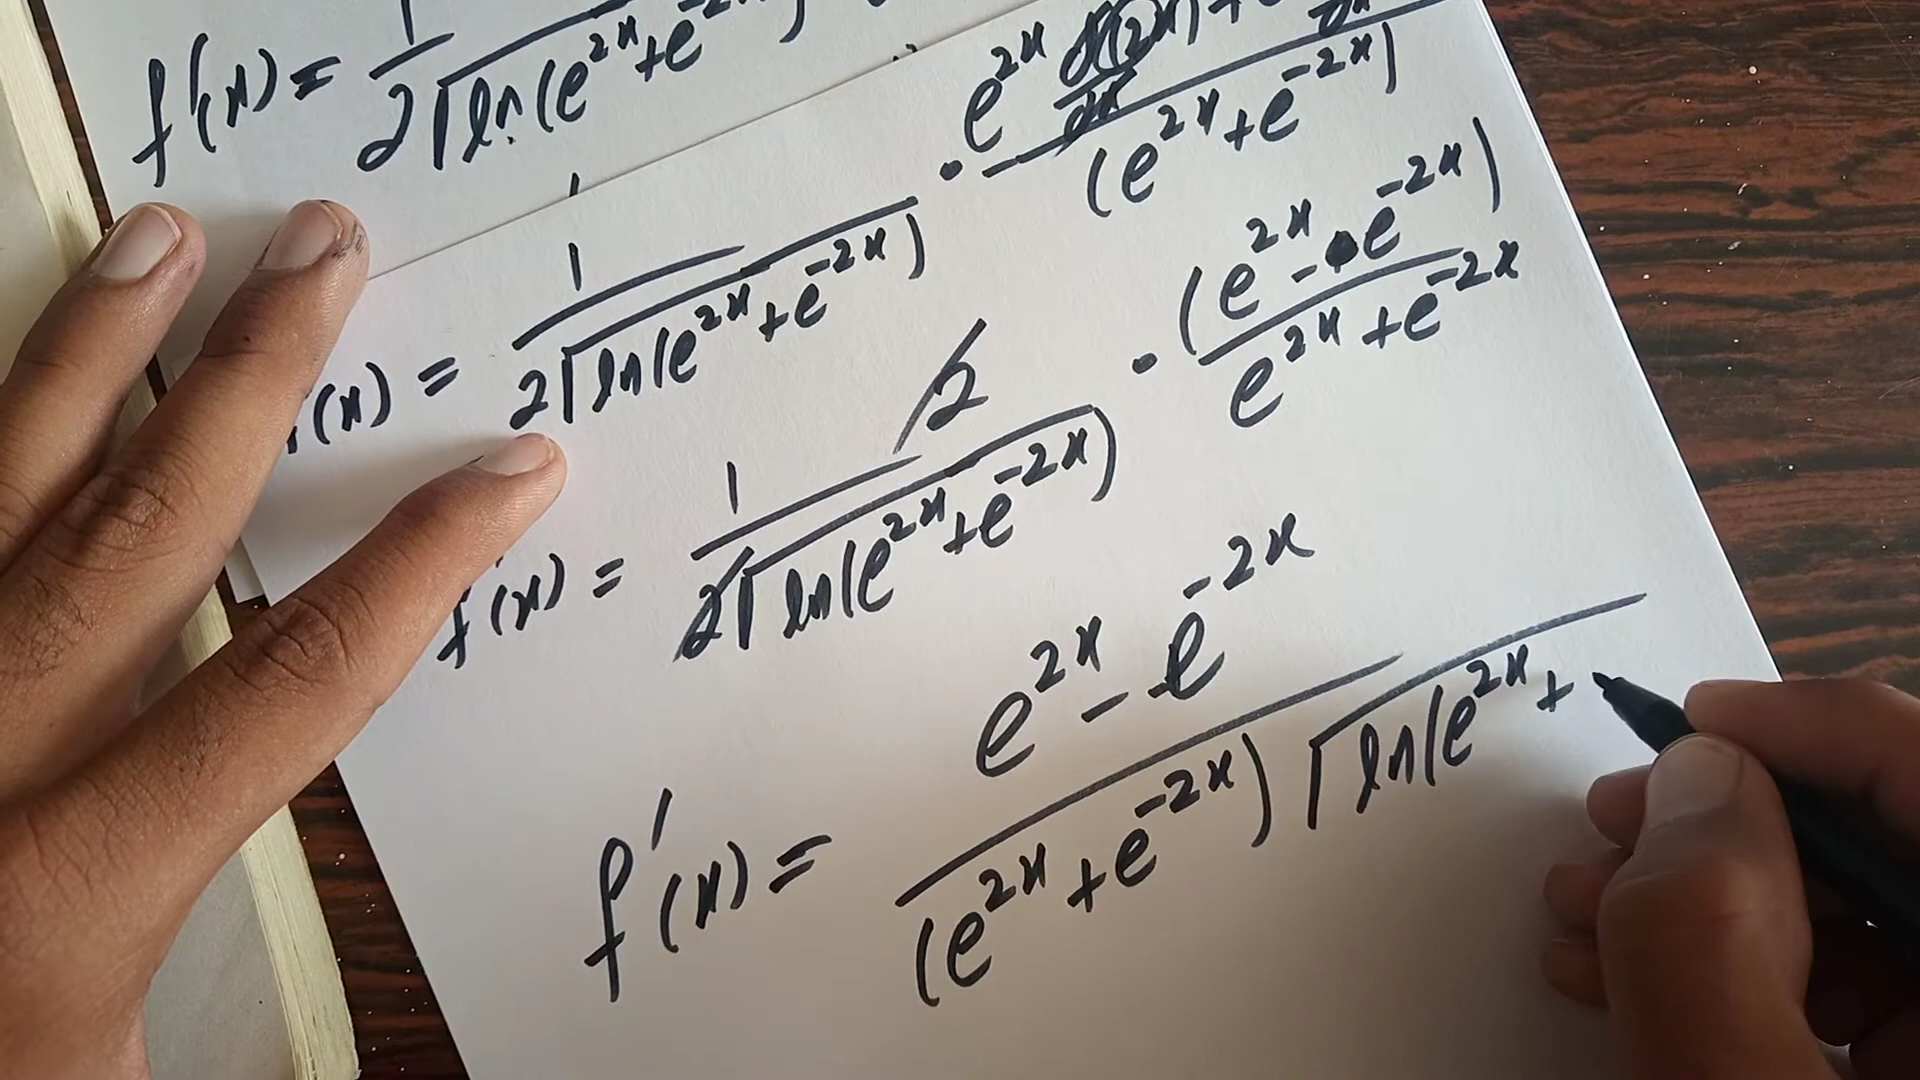 f'(x) = 1 / 2√ln(e^2x + e^-2x)
· e^2x d(2x)/dx + / (e^2x + e^-2x)
'(x) = 1 / 2√ln(e^2x + e^-2x)
f'(x) = 1 / 2√ln(e^2x + e^-2x) 2 · (e^2x - e^-2x) / e^2x + e^-2x
f'(x) = e^2x - e^-2x / (e^2x + e^-2x) √ln(e^2x +